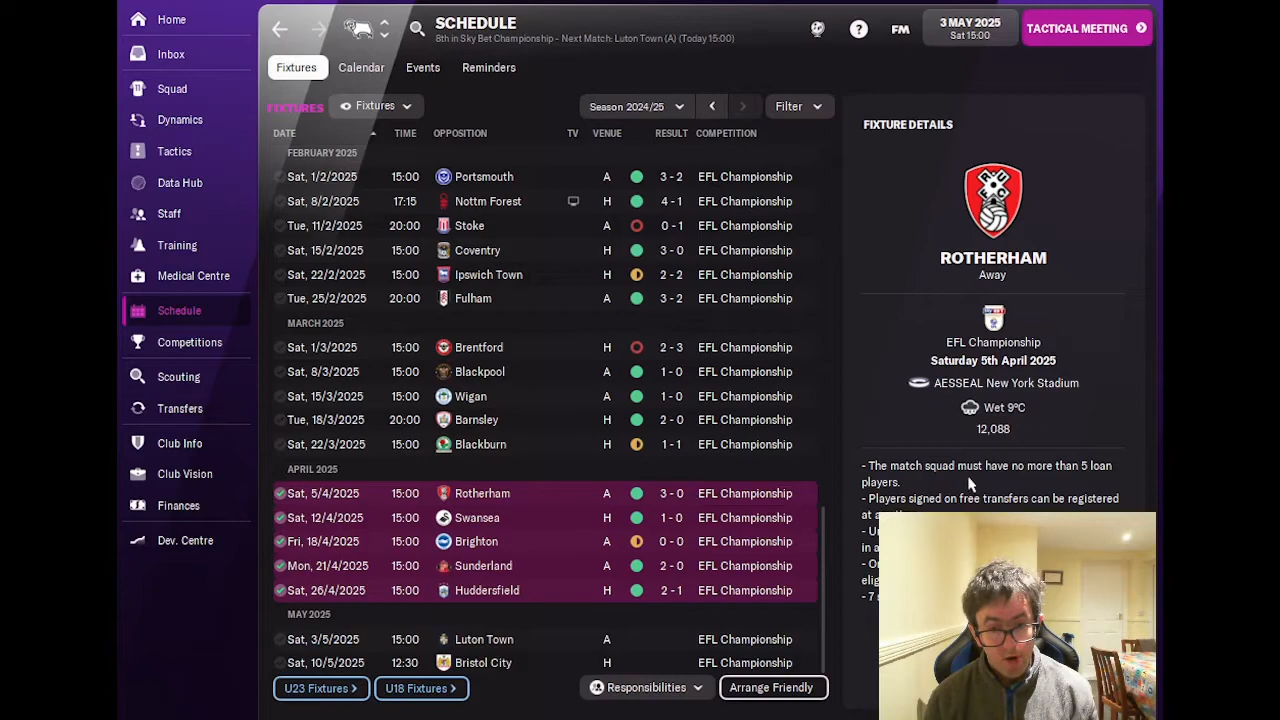 Home
Inbox
Squad
Dynamics
Tactics
Data Hub
Staff
Training
Medical Centre
Schedule
Competitions
Scouting
Transfers
Club Info
Club Vision
Finances
Dev. Centre
SCHEDULE
8th in Sky Bet Championship - Next Match: Luton Town (A) (Today 15:00)
?
FM
3 MAY 2025
Sat 15:00
TACTICAL MEETING
Fixtures Calendar Events Reminders
FIXTURES Fixtures Season 2024/25 Filter
DATE TIME OPPOSITION TV VENUE RESULT COMPETITION
FEBRUARY 2025
Sat, 1/2/2025 15:00 Portsmouth A 3 - 2 EFL Championship
Sat, 8/2/2025 17:15 Nottm Forest H 4 - 1 EFL Championship
Tue, 11/2/2025 20:00 Stoke A 0 - 1 EFL Championship
Sat, 15/2/2025 15:00 Coventry A 3 - 0 EFL Championship
Sat, 22/2/2025 15:00 Ipswich Town H 2 - 2 EFL Championship
Tue, 25/2/2025 20:00 Fulham A 3 - 2 EFL Championship
MARCH 2025
Sat, 1/3/2025 15:00 Brentford H 2 - 3 EFL Championship
Sat, 8/3/2025 15:00 Blackpool A 1 - 0 EFL Championship
Sat, 15/3/2025 15:00 Wigan A 1 - 0 EFL Championship
Tue, 18/3/2025 20:00 Barnsley H 2 - 0 EFL Championship
Sat, 22/3/2025 15:00 Blackburn H 1 - 1 EFL Championship
APRIL 2025
Sat, 5/4/2025 15:00 Rotherham A 3 - 0 EFL Championship
Sat, 12/4/2025 15:00 Swansea H 1 - 0 EFL Championship
Fri, 18/4/2025 15:00 Brighton A 0 - 0 EFL Championship
Mon, 21/4/2025 15:00 Sunderland A 2 - 0 EFL Championship
Sat, 26/4/2025 15:00 Huddersfield H 2 - 1 EFL Championship
MAY 2025
Sat, 3/5/2025 15:00 Luton Town A EFL Championship
Sat, 10/5/2025 12:30 Bristol City H EFL Championship
U23 Fixtures > U18 Fixtures > Responsibilities Arrange Friendly
FIXTURE DETAILS
ROTHERHAM
Away
EFL Championship
Saturday 5th April 2025
AESSEAL New York Stadium
Wet 9°C
12,088
- The match squad must have no more than 5 loan
players.
- Players signed on free transfers can be registered
at
in a
- 7